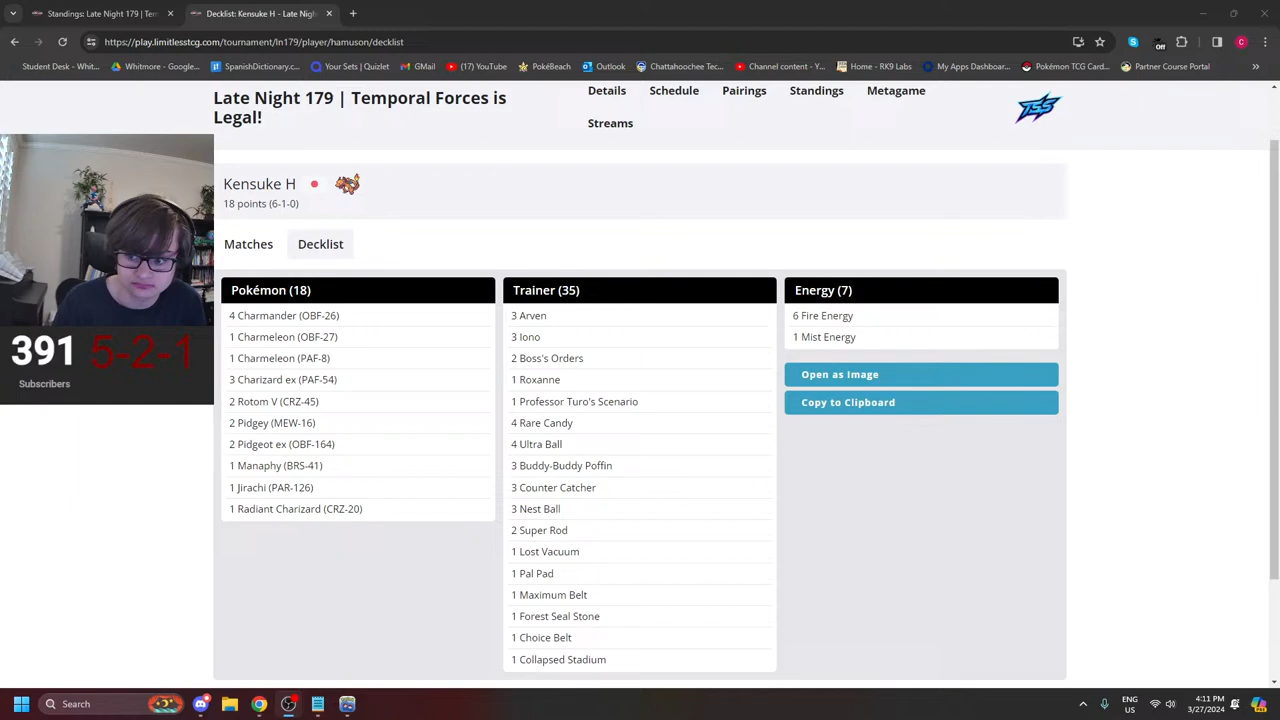 Standings: Late Night 179 | Tem
Decklist: Kensuke H - Late Nigh
https://play.limitlesstcg.com/tournament/ln179/player/hamuson/decklist
Student Desk - Whit...
Whitmore - Google...
SpanishDictionary.c...
Your Sets | Quizlet
GMail
(17) YouTube
PokéBeach
Outlook
Chattahoochee Tec...
Channel content - Y...
Home - RK9 Labs
My Apps Dashboar...
Pokémon TCG Card...
Partner Course Portal
Off
Late Night 179 | Temporal Forces is
Legal!
Details
Schedule
Pairings
Standings
Metagame
Streams
TSS
Kensuke H
18 points (6-1-0)
Matches
Decklist
Pokémon (18)
4 Charmander (OBF-26)
1 Charmeleon (OBF-27)
1 Charmeleon (PAF-8)
3 Charizard ex (PAF-54)
2 Rotom V (CRZ-45)
2 Pidgey (MEW-16)
2 Pidgeot ex (OBF-164)
1 Manaphy (BRS-41)
1 Jirachi (PAR-126)
1 Radiant Charizard (CRZ-20)
Trainer (35)
3 Arven
3 Iono
2 Boss's Orders
1 Roxanne
1 Professor Turo's Scenario
4 Rare Candy
4 Ultra Ball
3 Buddy-Buddy Poffin
3 Counter Catcher
3 Nest Ball
2 Super Rod
1 Lost Vacuum
1 Pal Pad
1 Maximum Belt
1 Forest Seal Stone
1 Choice Belt
1 Collapsed Stadium
Energy (7)
6 Fire Energy
1 Mist Energy
Open as Image
Copy to Clipboard
391 5-2-1
Subscribers
Search
ENG
US
4:11 PM
3/27/2024